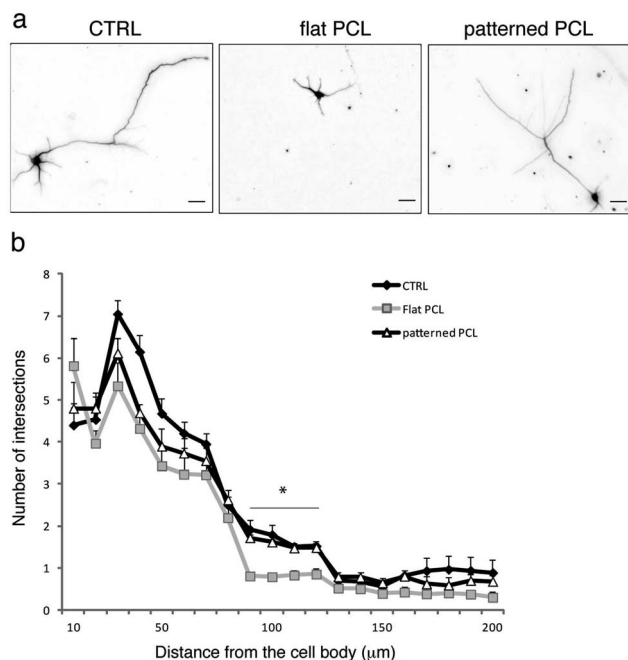 a
CTRL
flat PCL
patterned PCL
b
8
7
6
5
4
3
2
1
0
Number of intersections
CTRL
Flat PCL
patterned PCL
*
10
50
100
150
200
Distance from the cell body (μm)